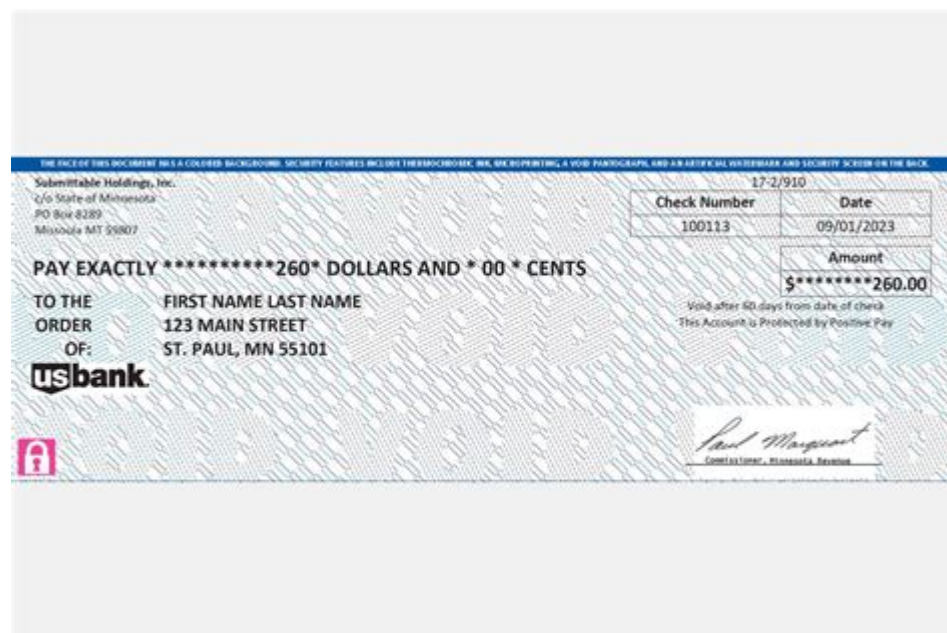 THE FACE OF THIS DOCUMENT HAS A COLORED BACKGROUND. SECURITY FEATURES INCLUDE THERMOCHROMIC INK, MICROPRINTING, A VOID PANTOGRAPH, AND AN ARTIFICIAL WATERMARK AND SECURITY SCREEN ON THE BACK.
Submittable Holdings, Inc.
c/o State of Minnesota
PO Box 8289
Missoula MT 59807
17-2/910
Check Number Date
100113 09/01/2023
Amount
$********260.00
PAY EXACTLY **********260* DOLLARS AND * 00 * CENTS
TO THE FIRST NAME LAST NAME
ORDER 123 MAIN STREET
OF: ST. PAUL, MN 55101
Void after 60 days from date of check
This Account is Protected by Positive Pay
usbank.
Paul Marquart
Commissioner, Minnesota Revenue